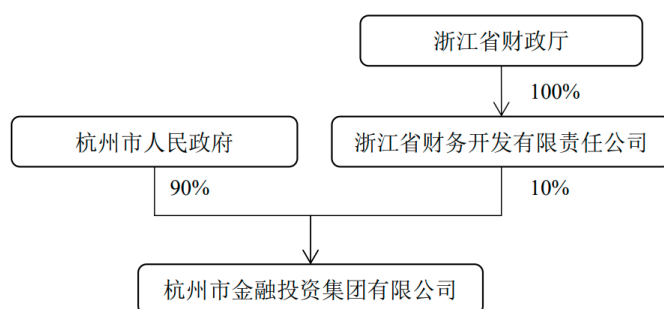 浙江省财政厅
100%
杭州市人民政府
浙江省财务开发有限责任公司
90%
10%
杭州市金融投资集团有限公司